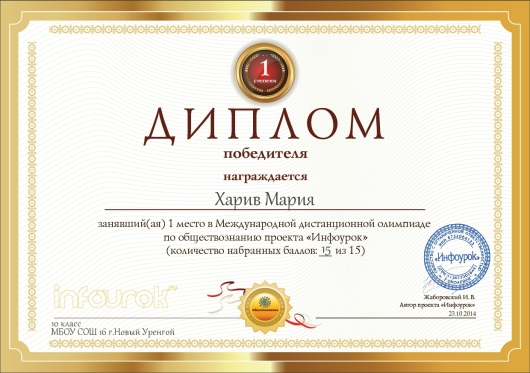 1
степени
ДИПЛОМ
победителя
награждается
Харив Мария
занявший(ая) 1 место в Международной дистанционной олимпиаде
по обществознанию проекта «Инфоурок»
(количество набранных баллов: 15 из 15)
«Инфоурок»
infourok
Жаборовский И. В.
Автор проекта «Инфоурок»
23.10.2014
10 класс
МБОУ СОШ 16 г.Новый Уренгой